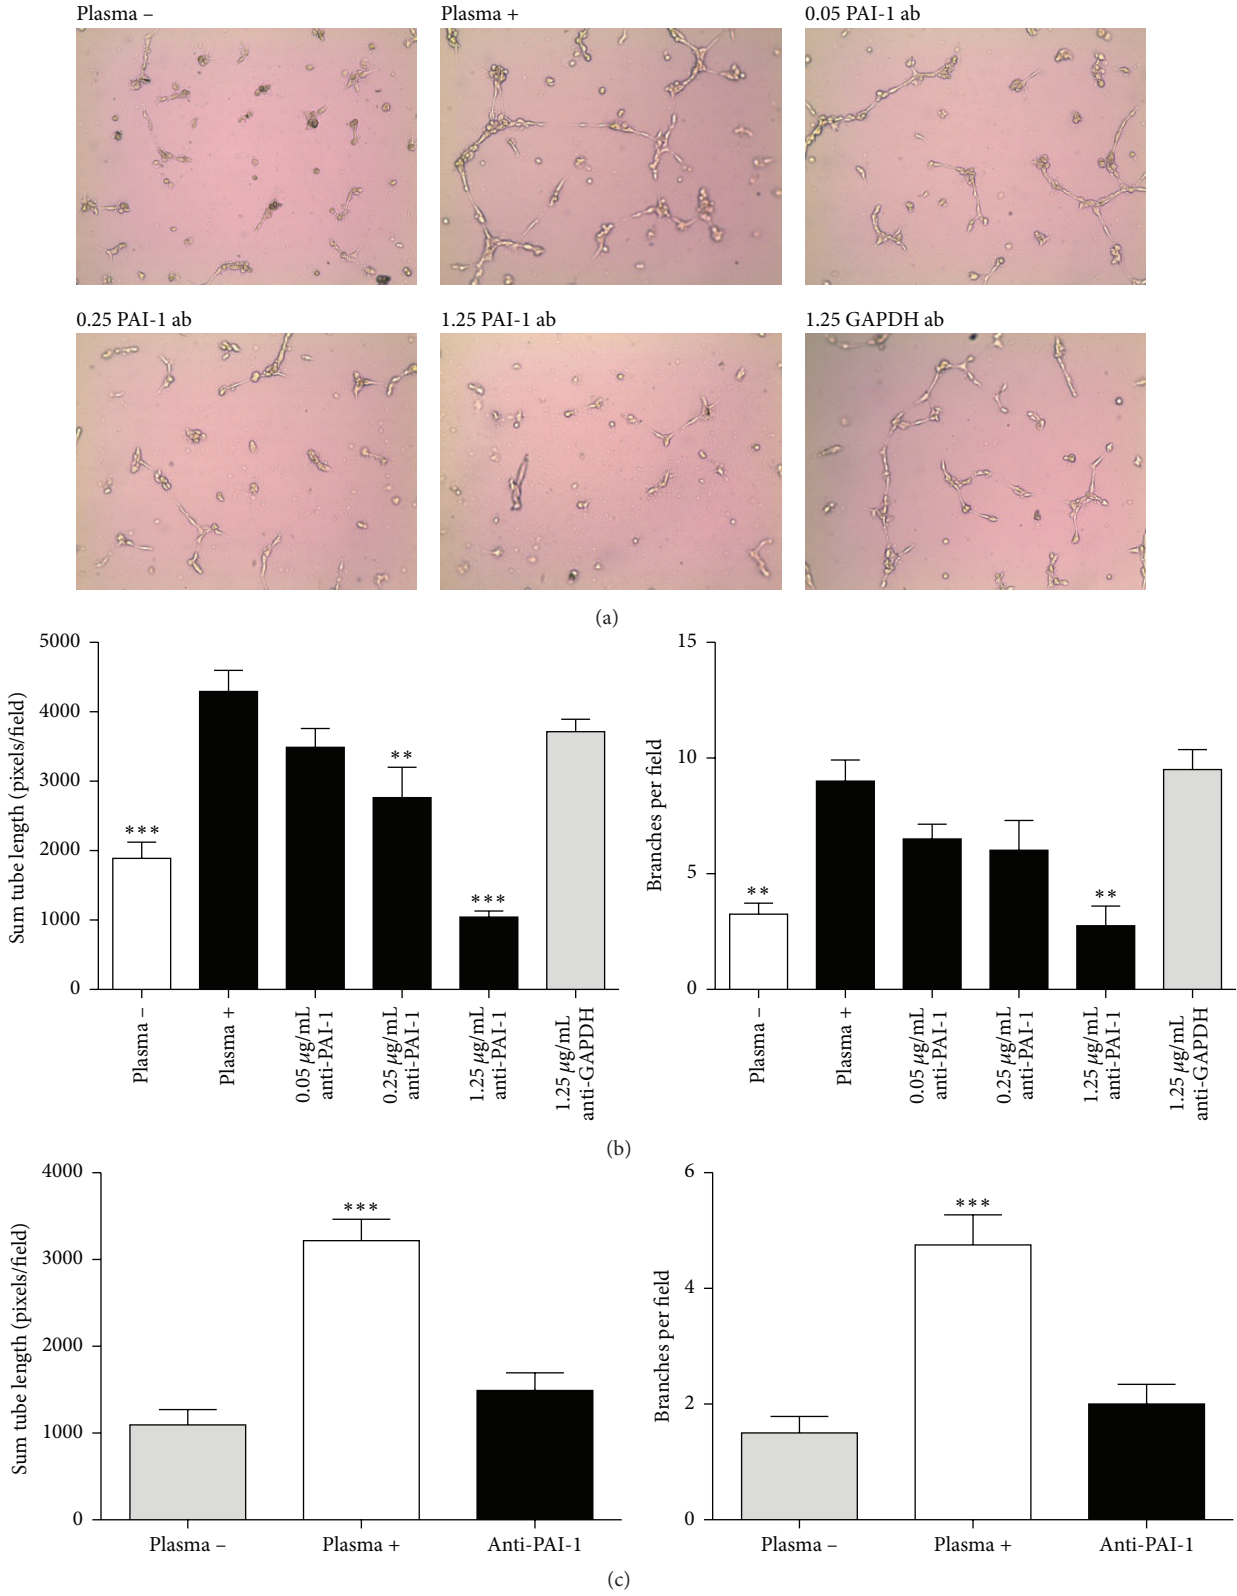 Plasma –
Plasma +
0.05 PAI-1 ab
0.25 PAI-1 ab
1.25 PAI-1 ab
1.25 GAPDH ab
(a)
Sum tube length (pixels/field)
5000
4000
3000
2000
1000
0
***
**
***
Plasma –
Plasma +
0.05 μg/mL
anti-PAI-1
0.25 μg/mL
anti-PAI-1
1.25 μg/mL
anti-PAI-1
1.25 μg/mL
anti-GAPDH
Branches per field
15
10
5
0
**
**
Plasma –
Plasma +
0.05 μg/mL
anti-PAI-1
0.25 μg/mL
anti-PAI-1
1.25 μg/mL
anti-PAI-1
1.25 μg/mL
anti-GAPDH
(b)
Sum tube length (pixels/field)
4000
3000
2000
1000
0
***
Plasma –
Plasma +
Anti-PAI-1
Branches per field
6
4
2
0
***
Plasma –
Plasma +
Anti-PAI-1
(c)